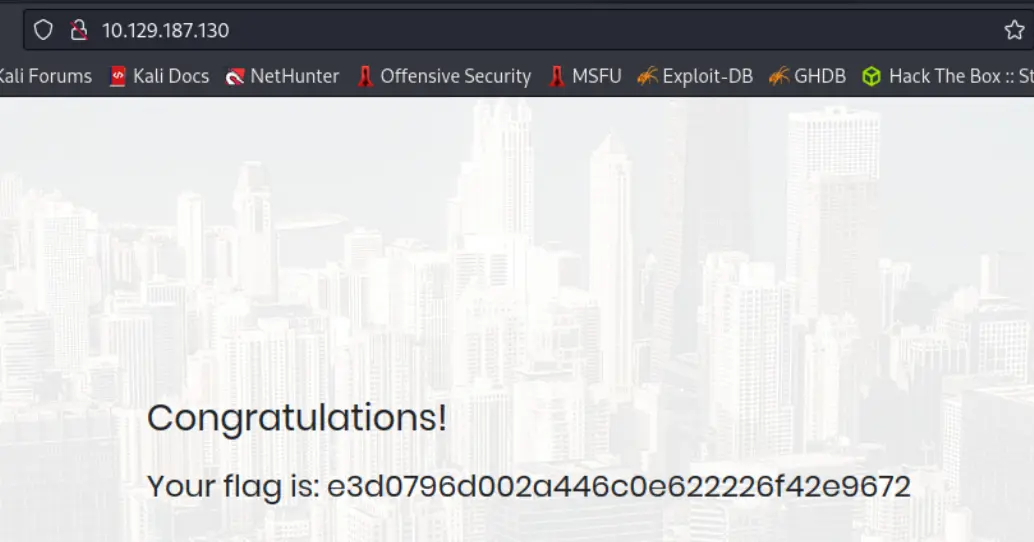 10.129.187.130
Kali Forums Kali Docs NetHunter Offensive Security MSFU Exploit-DB GHDB Hack The Box :: St
Congratulations!
Your flag is: e3d0796d002a446c0e622226f42e9672